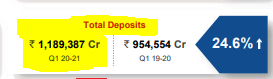 Total Deposits
₹ 1,189,387 Cr
Q1 20-21
₹ 954,554 Cr
Q1 19-20
24.6% ↑